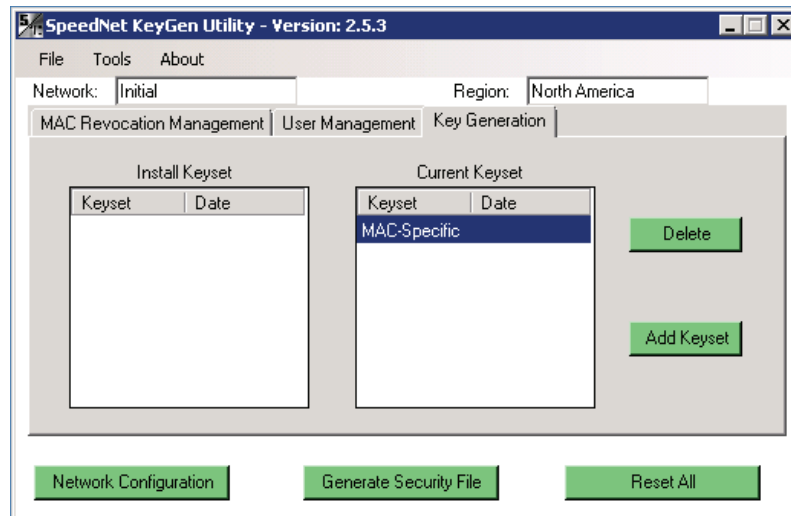 SpeedNet KeyGen Utility - Version: 2.5.3
File Tools About
Network: Initial Region: North America
MAC Revocation Management User Management Key Generation
Install Keyset Current Keyset
Keyset Date Keyset Date
MAC-Specific
Delete
Add Keyset
Network Configuration Generate Security File Reset All